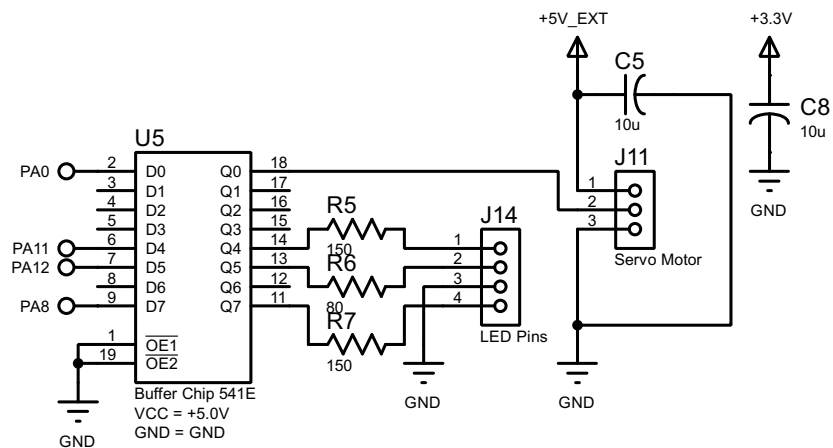 +5V_EXT
+3.3V
C5
10u
C8
10u
U5
J11
PA0 2 D0 Q0 18
3 D1 Q1 17
4 D2 Q2 16
5 D3 Q3 15
PA11 6 D4 Q4 14
PA12 7 D5 Q5 13
8 D6 Q6 12
PA8 9 D7 Q7 11
1 OE1
19 OE2
Buffer Chip 541E
VCC = +5.0V
GND = GND
GND
R5
150
R6
80
R7
150
J14
1
2
3
4
LED Pins
GND
1
2
3
Servo Motor
GND
GND